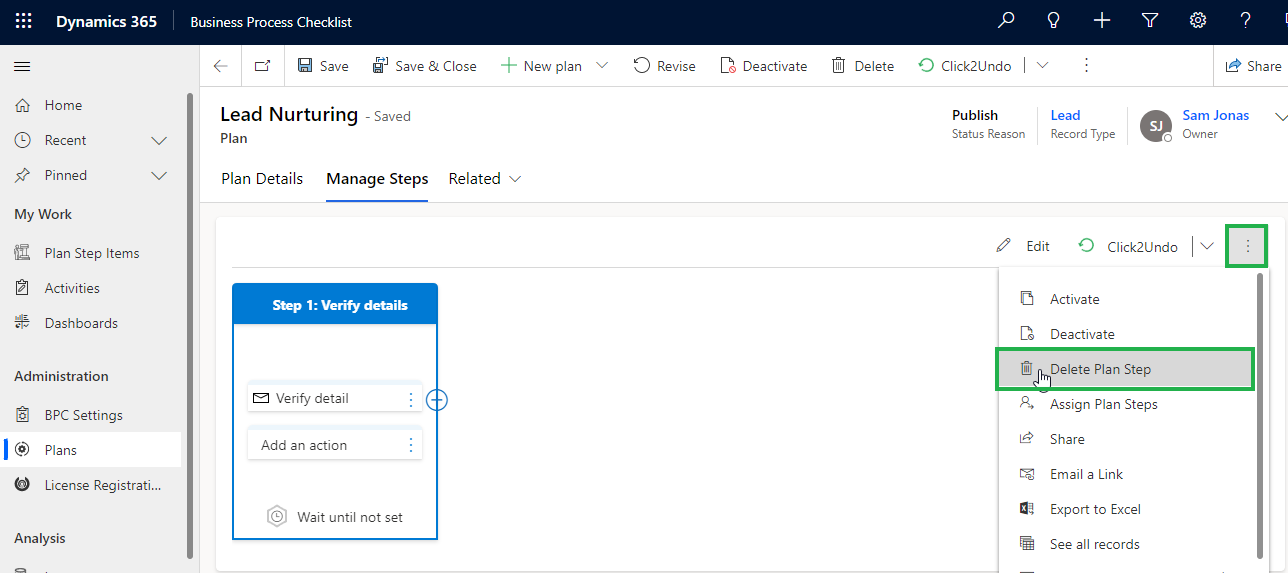 Dynamics 365 Business Process Checklist
Save Save & Close New plan Revise Deactivate Delete Click2Undo Share
Home
Recent
Pinned
My Work
Plan Step Items
Activities
Dashboards
Administration
BPC Settings
Plans
License Registrati...
Analysis
Lead Nurturing - Saved
Plan
Publish
Status Reason
Lead
Record Type
SJ
Sam Jonas
Owner
Plan Details Manage Steps Related
Edit Click2Undo
Step 1: Verify details
Verify detail
Add an action
Wait until not set
Activate
Deactivate
Delete Plan Step
Assign Plan Steps
Share
Email a Link
Export to Excel
See all records